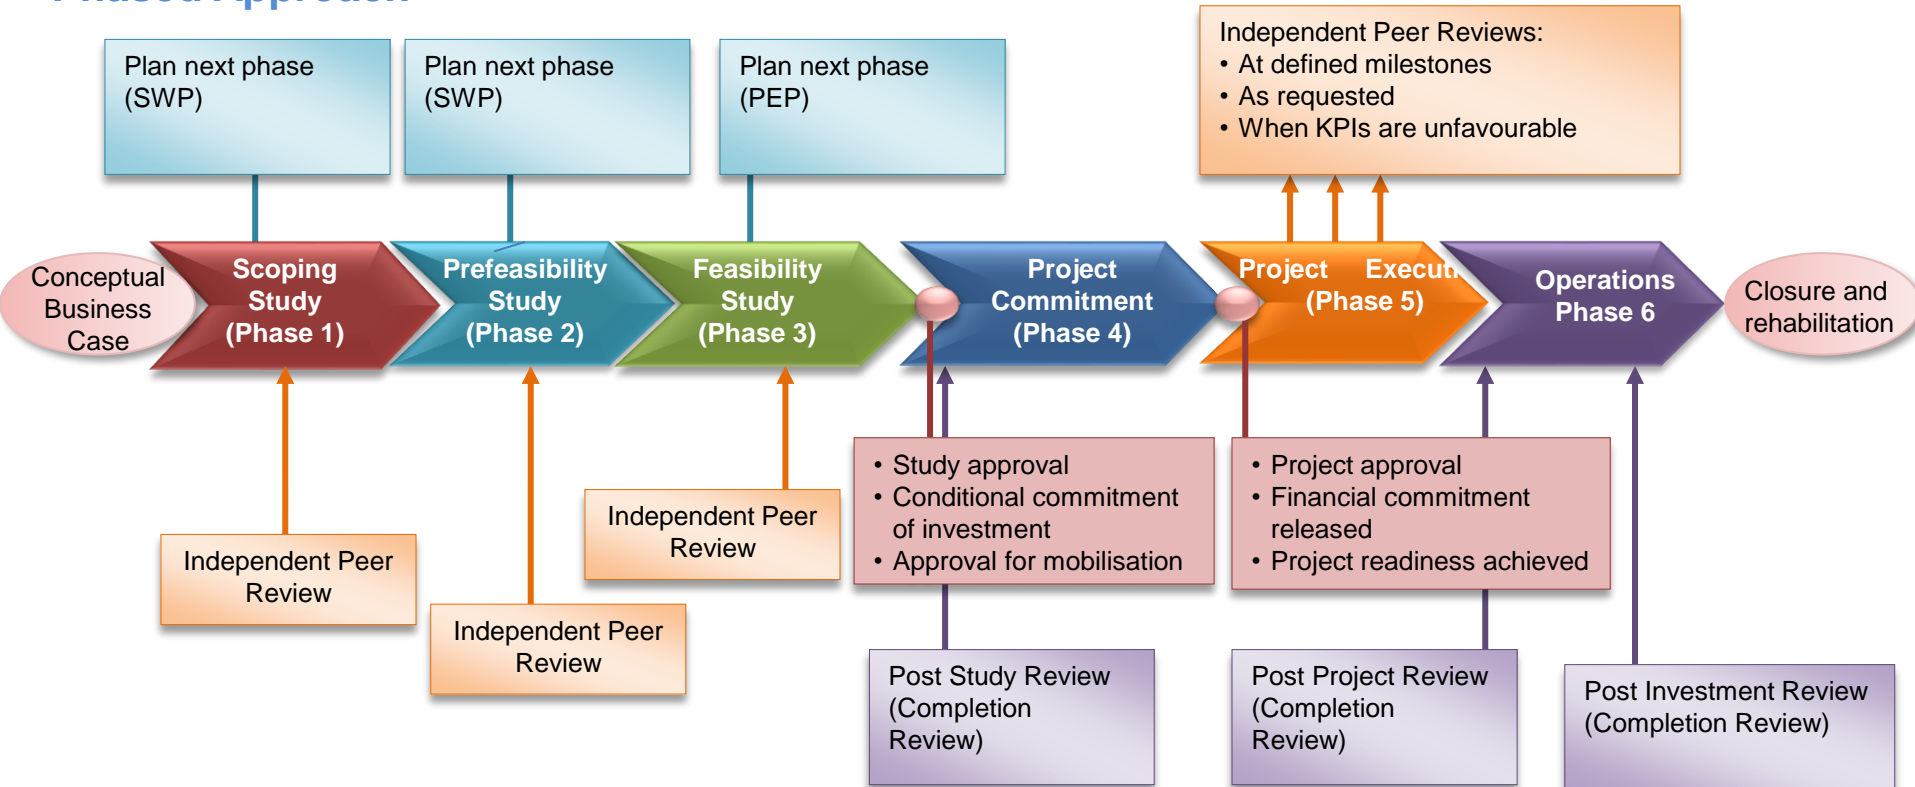 Phased Approach
Plan next phase
(SWP)
Plan next phase
(SWP)
Plan next phase
(PEP)
Independent Peer Reviews:
• At defined milestones
• As requested
• When KPIs are unfavourable
Conceptual
Business
Case
Scoping
Study
(Phase 1)
Prefeasibility
Study
(Phase 2)
Feasibility
Study
(Phase 3)
Project
Commitment
(Phase 4)
Project Executi
(Phase 5)
Operations
Phase 6
Closure and
rehabilitation
Independent Peer
Review
Independent Peer
Review
Independent Peer
Review
• Study approval
• Conditional commitment
of investment
• Approval for mobilisation
• Project approval
• Financial commitment
released
• Project readiness achieved
Post Study Review
(Completion
Review)
Post Project Review
(Completion
Review)
Post Investment Review
(Completion Review)